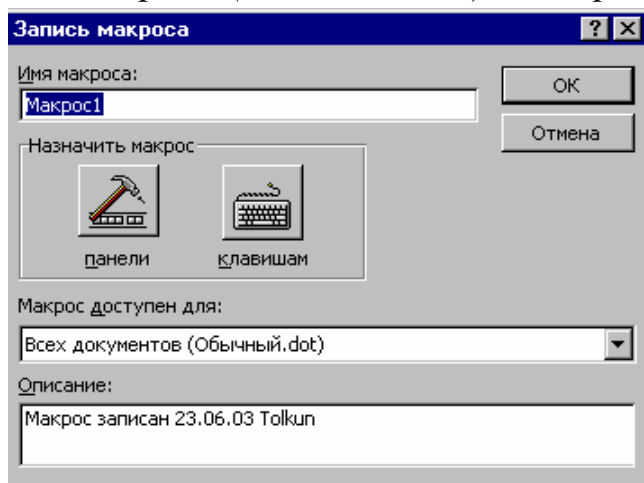 Запись макроса
Имя макроса:
Макрос1
ОК
Отмена
Назначить макрос
панели
клавишам
Макрос доступен для:
Всех документов (Обычный.dot)
Описание:
Макрос записан 23.06.03 Tolkun